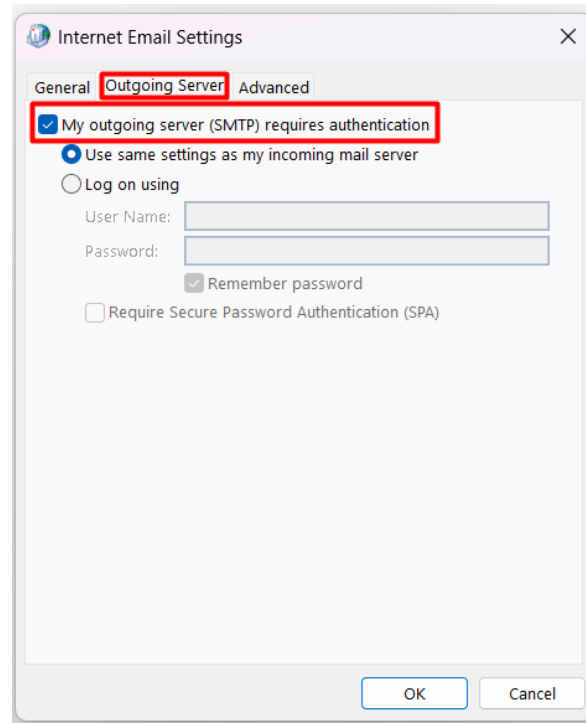 Internet Email Settings
General Outgoing Server Advanced
My outgoing server (SMTP) requires authentication
Use same settings as my incoming mail server
Log on using
User Name:
Password:
Remember password
Require Secure Password Authentication (SPA)
OK Cancel